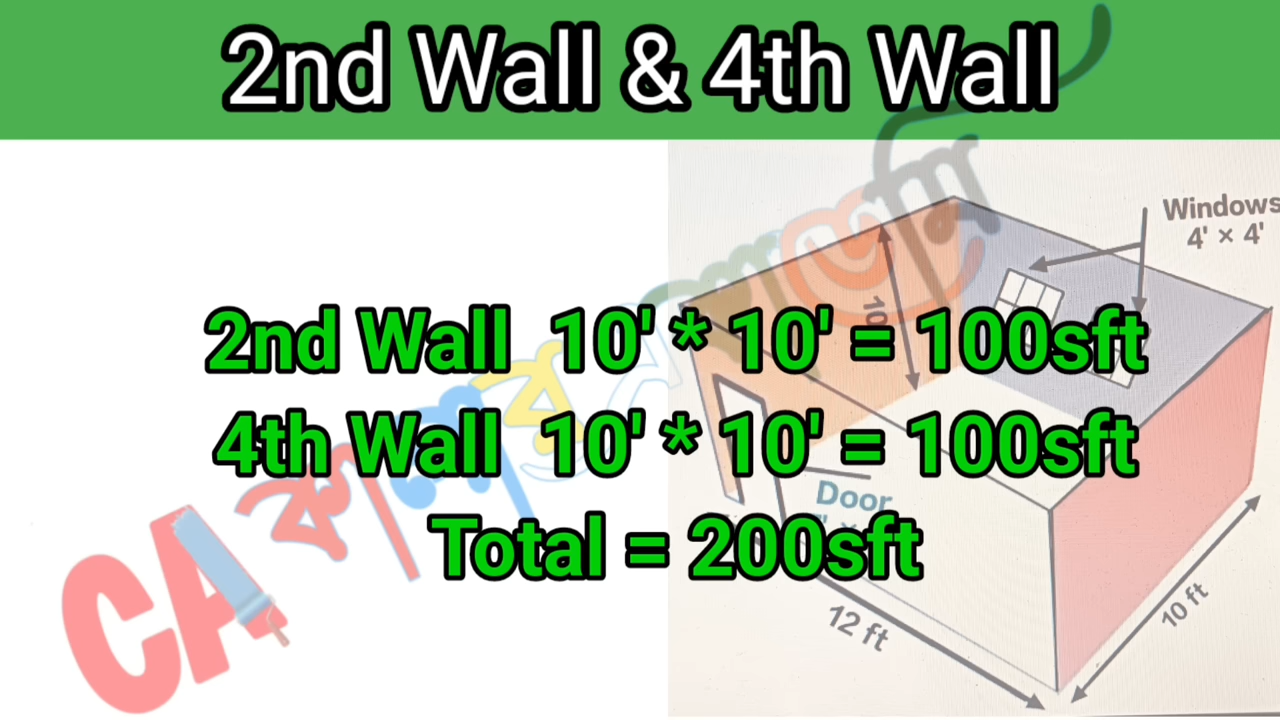 2nd Wall & 4th Wall
Windows
4' × 4'
10
2nd Wall 10' * 10' = 100sft
4th Wall 10' * 10' = 100sft
Door
Total = 200sft
12 ft
10 ft
CA